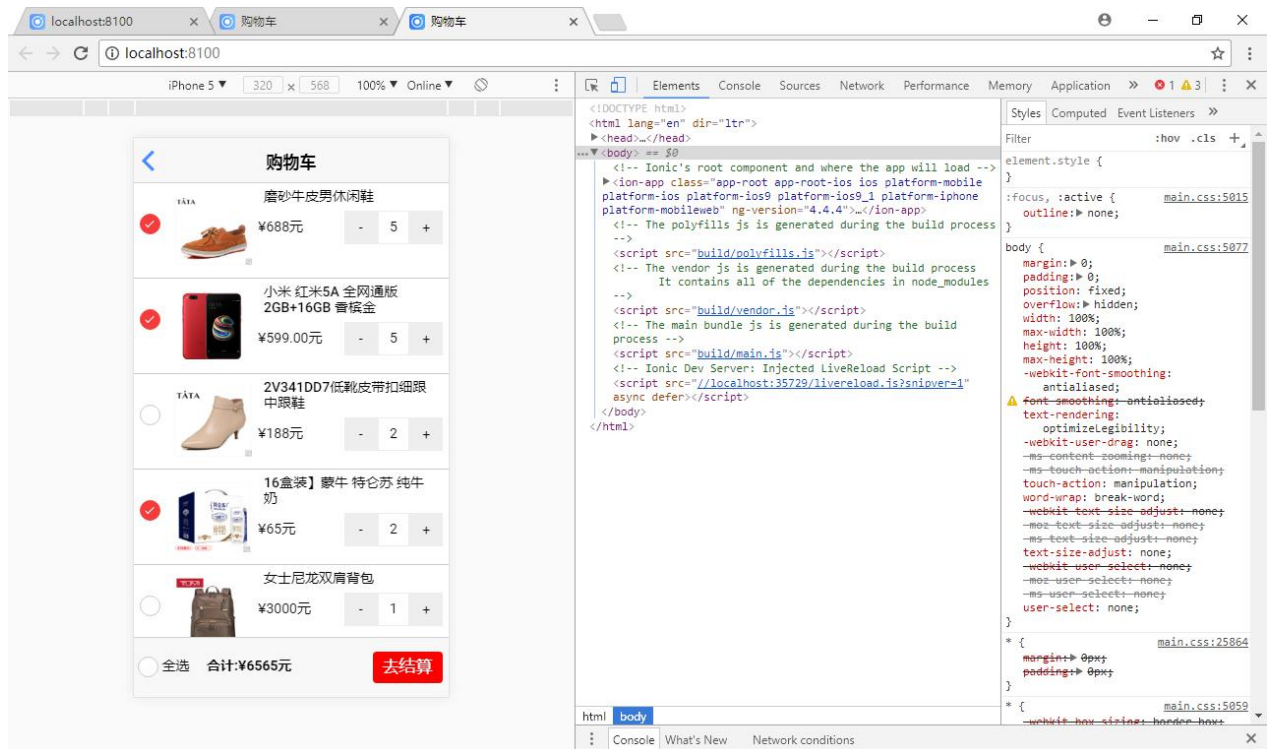 localhost:8100
购物车
购物车
localhost:8100
iPhone 5 ▼ 320 x 568 100% ▼ Online ▼
Elements Console Sources Network Performance Memory Application » 1 3
购物车
TATA
磨砂牛皮男休闲鞋
¥688元 - 5 +
小米 红米5A 全网通版
2GB+16GB 香槟金
¥599.00元 - 5 +
TATA
2V341DD7低靴皮带扣细跟
中跟鞋
¥188元 - 2 +
16盒装】蒙牛 特仑苏 纯牛
奶
¥65元 - 2 +
女士尼龙双肩背包
¥3000元 - 1 +
全选 合计:¥6565元 去结算
<!DOCTYPE html>
<html lang="en" dir="ltr">
▶<head>…</head>
…▼<body> == $0
<!-- Ionic's root component and where the app will load -->
▶<ion-app class="app-root app-root-ios ios platform-mobile
platform-ios platform-ios9 platform-ios9_1 platform-iphone
platform-mobileweb" ng-version="4.4.4">…</ion-app>
<!-- The polyfills js is generated during the build process
-->
<script src="build/polyfills.js"></script>
<!-- The vendor js is generated during the build process
It contains all of the dependencies in node_modules
-->
<script src="build/vendor.js"></script>
<!-- The main bundle js is generated during the build
process -->
<script src="build/main.js"></script>
<!-- Ionic Dev Server: Injected LiveReload Script -->
<script src="//localhost:35729/livereload.js?snipver=1"
async defer></script>
</body>
</html>
html body
Styles Computed Event Listeners »
Filter :hov .cls +
element.style {
}
:focus, :active { main.css:5015
outline:▶ none;
}
body { main.css:5077
margin:▶ 0;
padding:▶ 0;
position: fixed;
overflow:▶ hidden;
width: 100%;
max-width: 100%;
height: 100%;
max-height: 100%;
-webkit-font-smoothing:
antialiased;
font-smoothing: antialiased;
text-rendering:
optimizeLegibility;
-webkit-user-drag: none;
-ms-content-zooming: none;
-ms-touch-action: manipulation;
touch-action: manipulation;
word-wrap: break-word;
-webkit-text-size-adjust: none;
-moz-text-size-adjust: none;
-ms-text-size-adjust: none;
text-size-adjust: none;
-webkit-user-select: none;
-moz-user-select: none;
-ms-user-select: none;
user-select: none;
}
* { main.css:25864
margin:▶ 0px;
padding:▶ 0px;
}
* { main.css:5059
-webkit-box-sizing: border-box;
Console What's New Network conditions